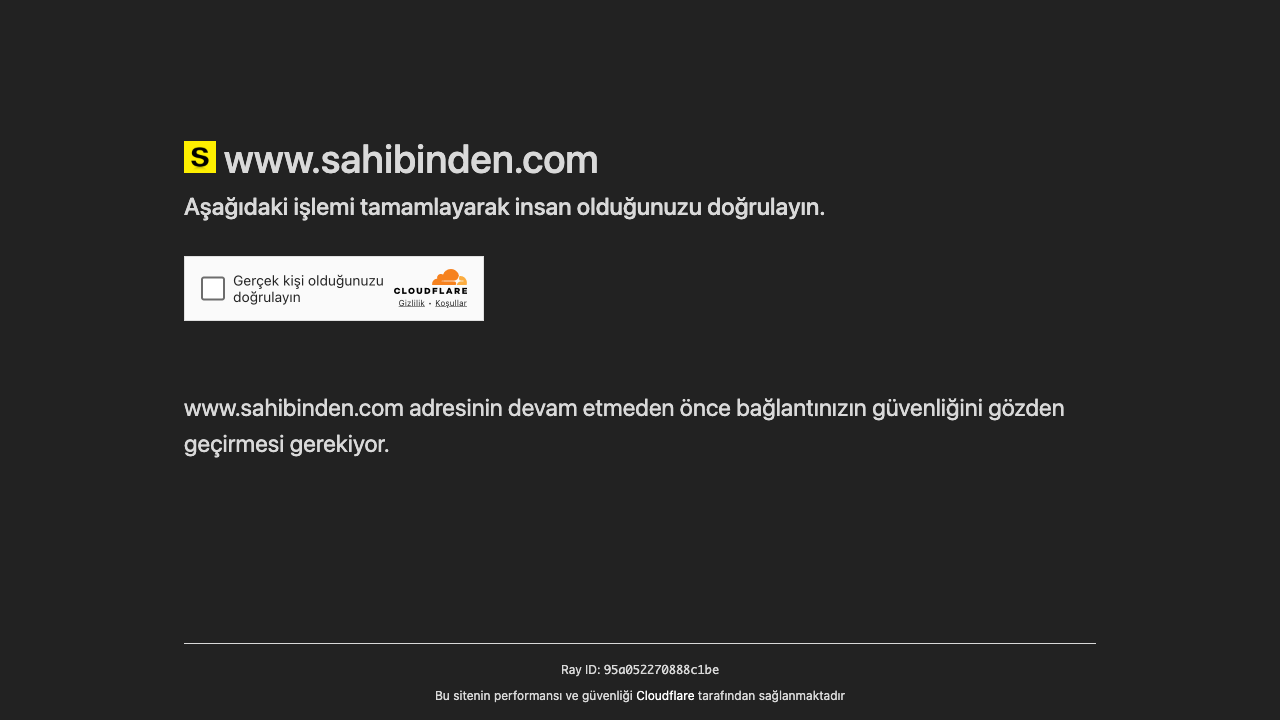 S www.sahibinden.com
Aşağıdaki işlemi tamamlayarak insan olduğunuzu doğrulayın.
Gerçek kişi olduğunuzu
doğrulayın
CLOUDFLARE
Gizlilik • Koşullar
www.sahibinden.com adresinin devam etmeden önce bağlantınızın güvenliğini gözden
geçirmesi gerekiyor.
Ray ID: 95a052270888c1be
Bu sitenin performansı ve güvenliği Cloudflare tarafından sağlanmaktadır